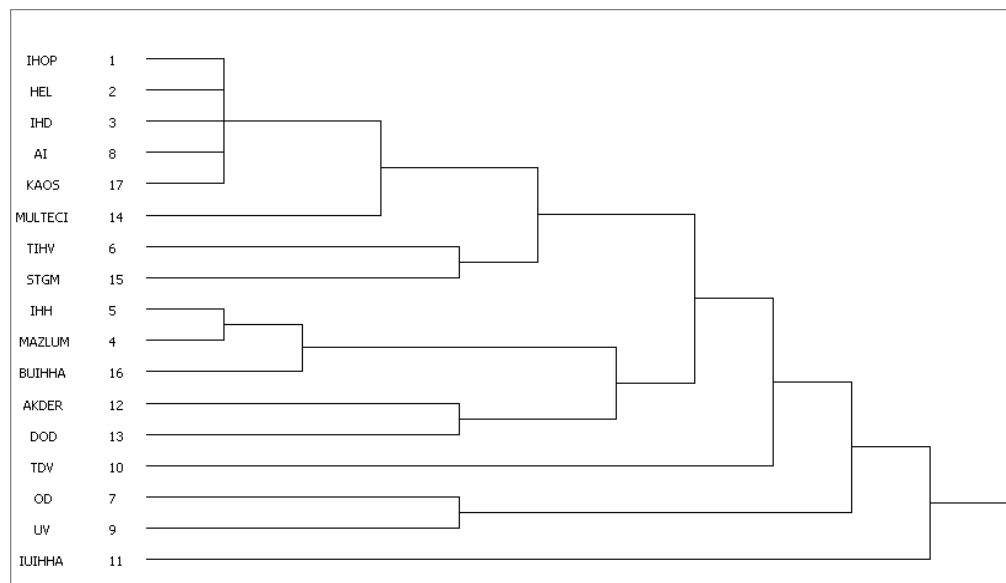 IHOP 1
HEL 2
IHD 3
AI 8
KAOS 17
MULTECI 14
TIHV 6
STGM 15
IHH 5
MAZLUM 4
BUIHHA 16
AKDER 12
DOD 13
TDV 10
OD 7
UV 9
IUIHHA 11